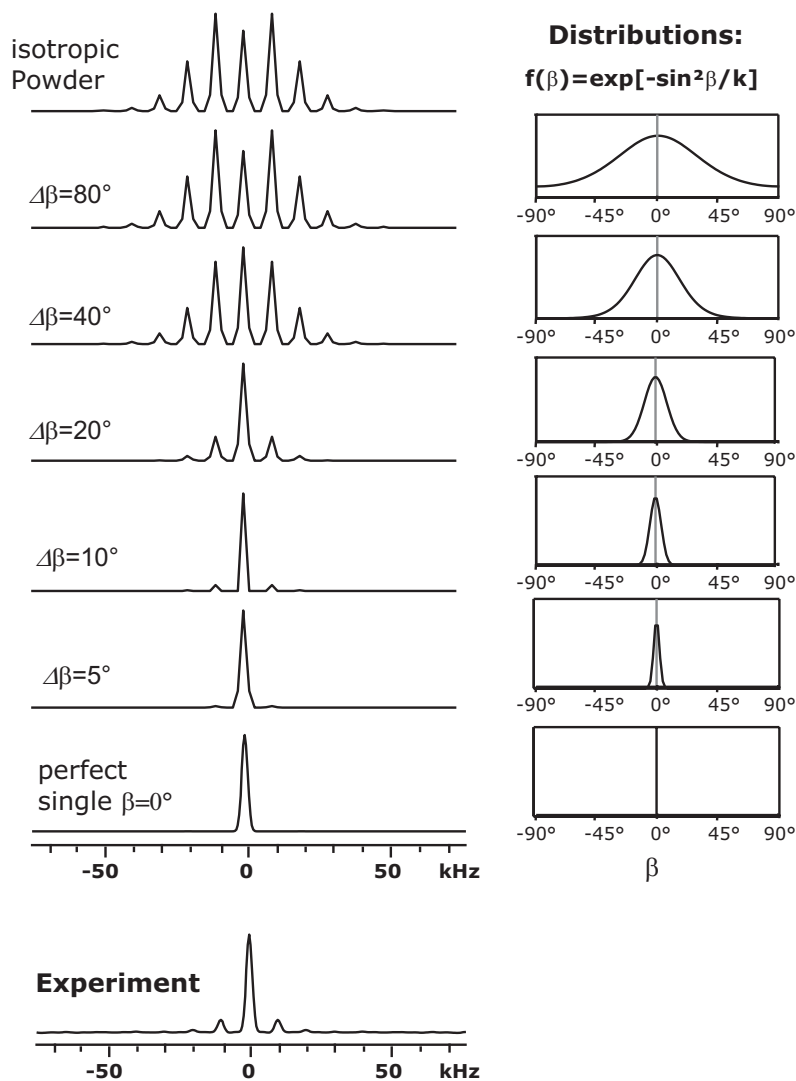 isotropic
Powder
Δβ=80°
Δβ=40°
Δβ=20°
Δβ=10°
Δβ=5°
perfect
single β=0°
-50 0 50 kHz
Experiment
-50 0 50 kHz
Distributions:
f(β)=exp[-sin²β/k]
-90° -45° 0° 45° 90°
-90° -45° 0° 45° 90°
-90° -45° 0° 45° 90°
-90° -45° 0° 45° 90°
-90° -45° 0° 45° 90°
-90° -45° 0° 45° 90°
β